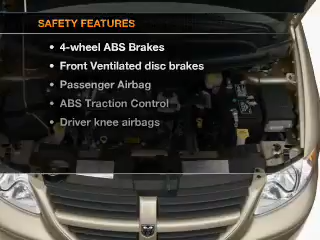 SAFETY FEATURES
• 4-wheel ABS Brakes
• Front Ventilated disc brakes
• Passenger Airbag
• ABS Traction Control
• Driver knee airbags